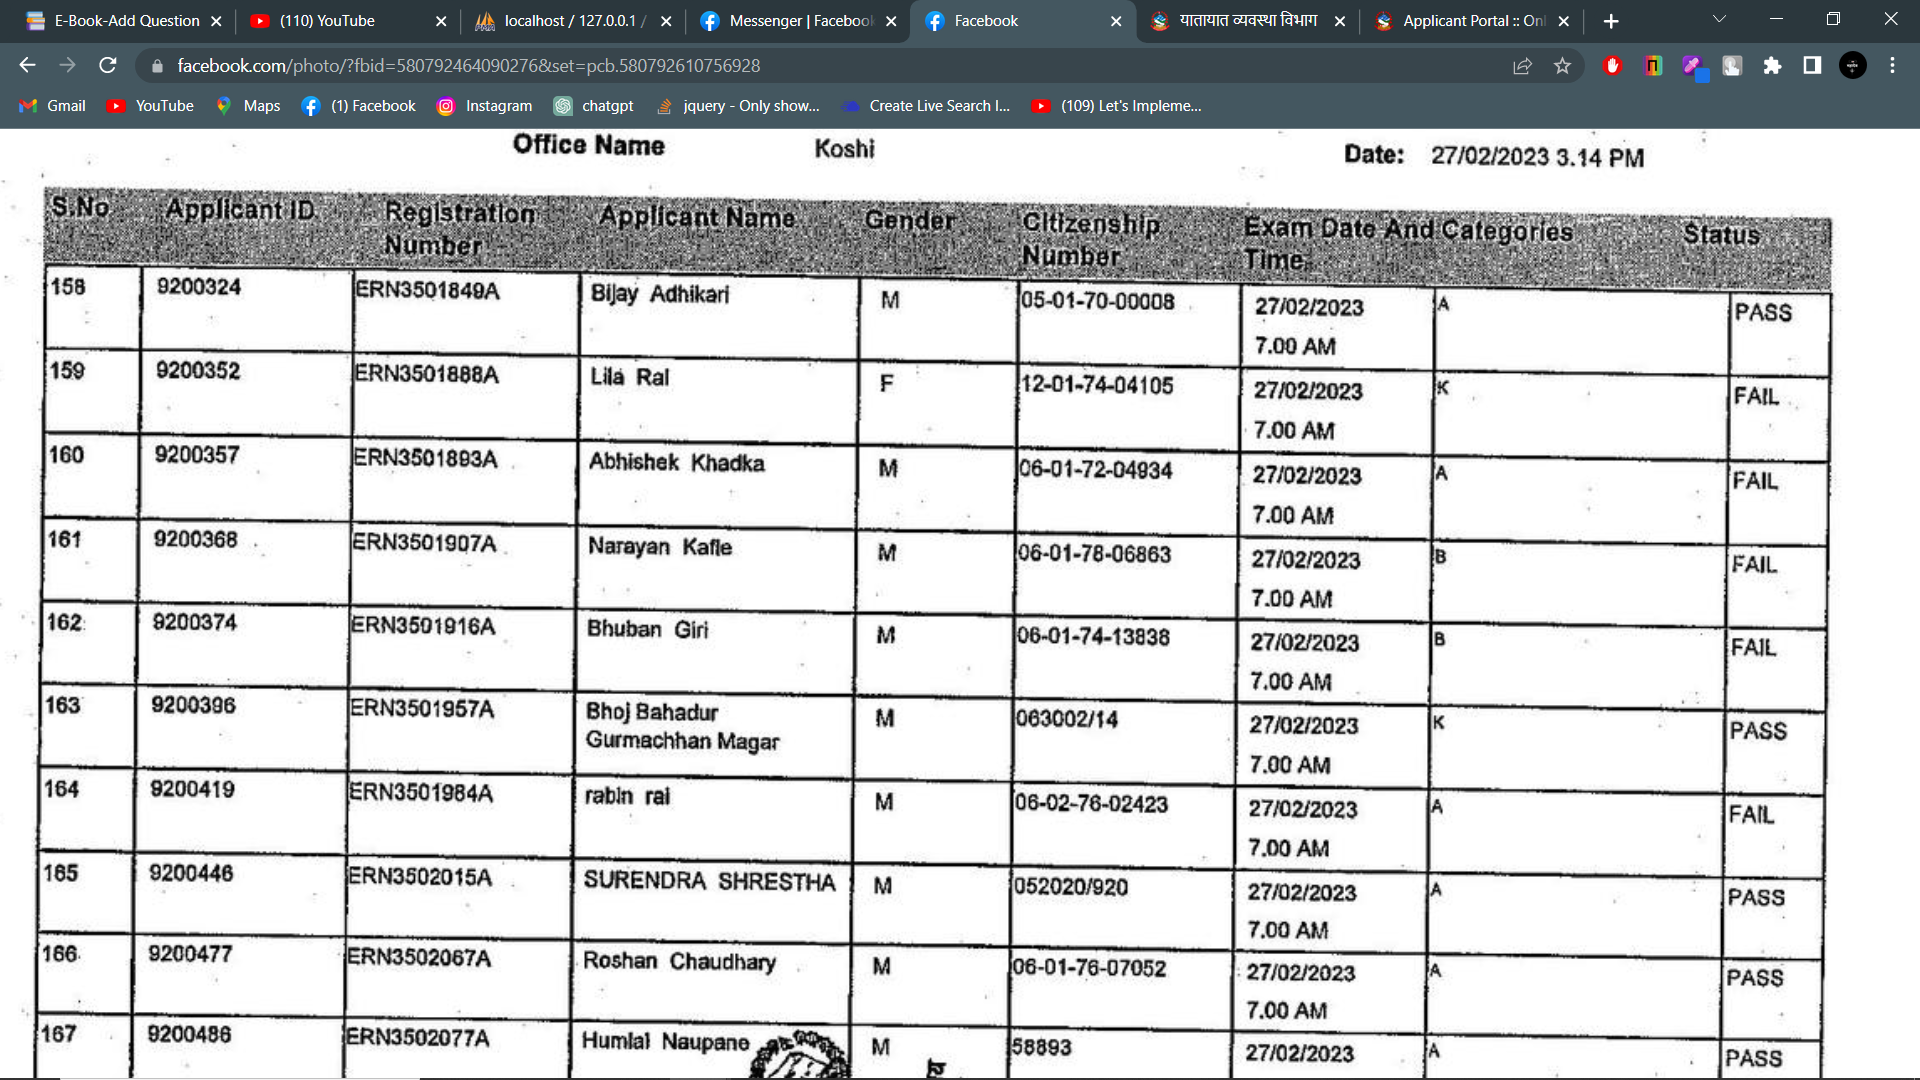 E-Book-Add Question
(110) YouTube
localhost / 127.0.0.1 /
Messenger | Facebook
Facebook
यातायात व्यवस्था विभाग
Applicant Portal :: Onl
facebook.com/photo/?fbid=580792464090276&set=pcb.580792610756928
Gmail YouTube Maps (1) Facebook Instagram chatgpt jquery - Only show... Create Live Search I... (109) Let's Impleme...
Office Name Koshi Date: 27/02/2023 3.14 PM
S.No Applicant ID Registration Number Applicant Name Gender Citizenship Number Exam Date And Time Categories Status
158 9200324 ERN3501849A Bijay Adhikari M 05-01-70-00008 27/02/2023 A PASS
7.00 AM
159 9200352 ERN3501888A Lila Rai F 12-01-74-04105 27/02/2023 K FAIL
7.00 AM
160 9200357 ERN3501893A Abhishek Khadka M 06-01-72-04934 27/02/2023 A FAIL
7.00 AM
161 9200368 ERN3501907A Narayan Kafle M 06-01-78-06863 27/02/2023 B FAIL
7.00 AM
162 9200374 ERN3501916A Bhuban Giri M 06-01-74-13838 27/02/2023 B FAIL
7.00 AM
163 9200396 ERN3501957A Bhoj Bahadur M 063002/14 27/02/2023 K PASS
Gurmachhan Magar 7.00 AM
164 9200419 ERN3501984A rabin rai M 06-02-76-02423 27/02/2023 A FAIL
7.00 AM
165 9200446 ERN3502015A SURENDRA SHRESTHA M 052020/920 27/02/2023 A PASS
7.00 AM
166 9200477 ERN3502067A Roshan Chaudhary M 06-01-76-07052 27/02/2023 A PASS
7.00 AM
167 9200486 ERN3502077A Humlal Naupane M 58893 27/02/2023 A PASS